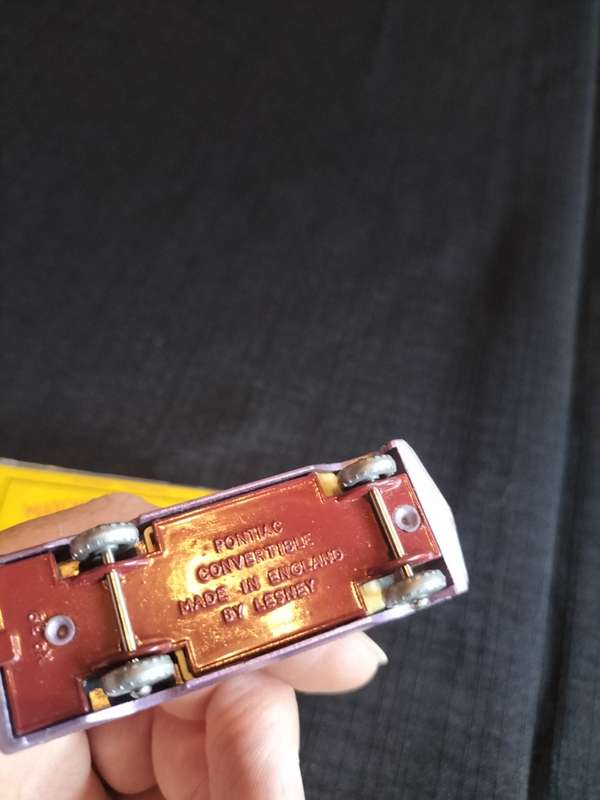 PONTIAC
CONVERTIBLE
MADE IN ENGLAND
BY LESNEY